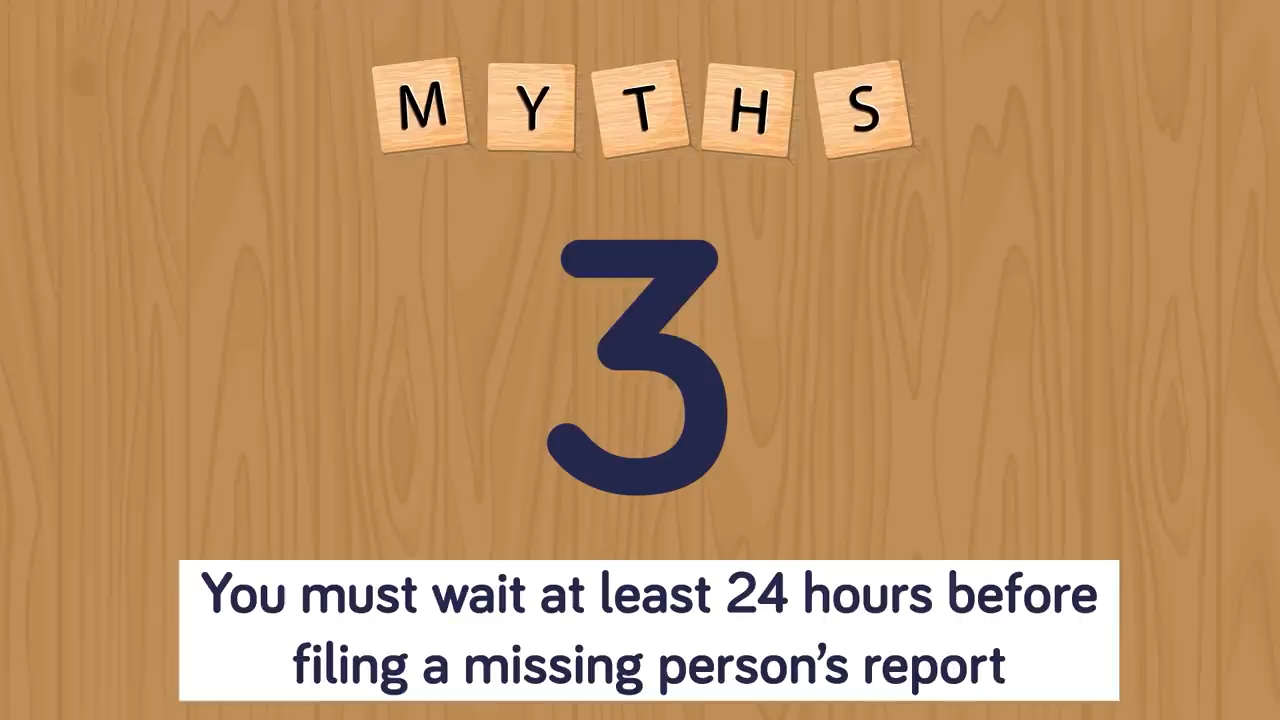 MYTHS
3
You must wait at least 24 hours before
filing a missing person’s report